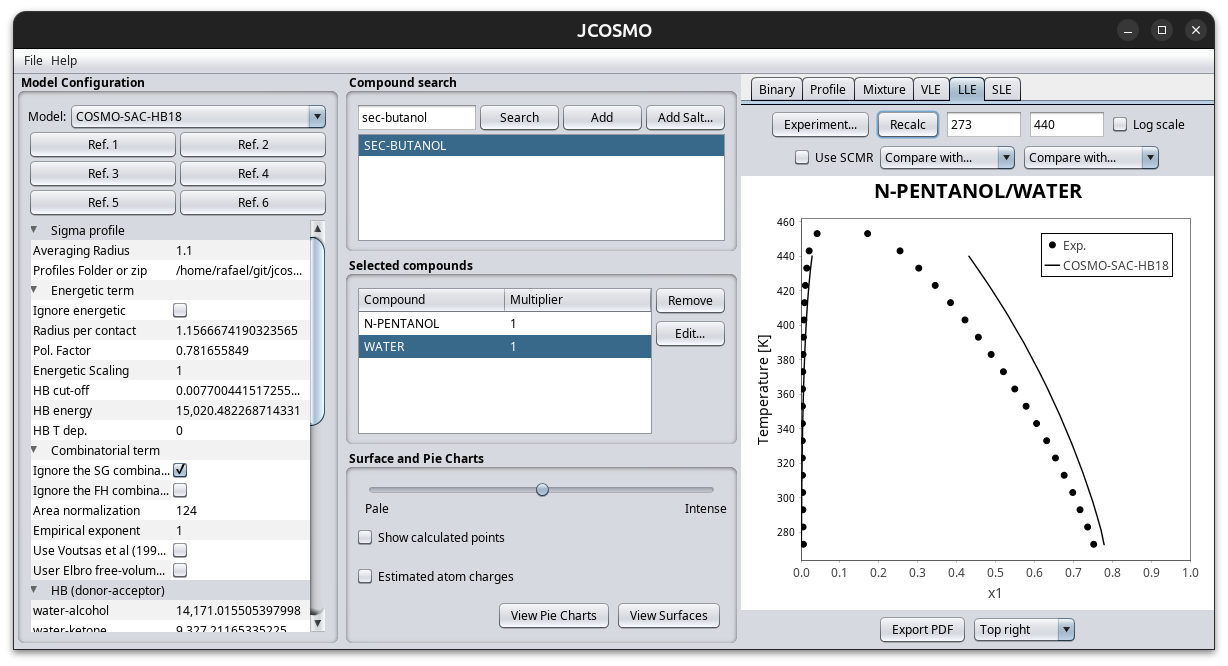 JCOSMO
File Help
Model Configuration
Model: COSMO-SAC-HB18
Ref. 1 Ref. 2
Ref. 3 Ref. 4
Ref. 5 Ref. 6
Sigma profile
Averaging Radius 1.1
Profiles Folder or zip /home/rafael/git/jcos...
Energetic term
Ignore energetic
Radius per contact 1.1566674190323565
Pol. Factor 0.781655849
Energetic Scaling 1
HB cut-off 0.007700441517255...
HB energy 15,020.482268714331
HB T dep. 0
Combinatorial term
Ignore the SG combina...
Ignore the FH combina...
Area normalization 124
Empirical exponent 1
Use Voutsas et al (199...
User Elbro free-volum...
HB (donor-acceptor)
water-alcohol 14,171.015505397998
water-ketone 9,327.21165335225
Compound search
sec-butanol Search Add Add Salt...
SEC-BUTANOL
Selected compounds
Compound Multiplier
N-PENTANOL 1
WATER 1
Remove
Edit...
Surface and Pie Charts
Pale Intense
Show calculated points
Estimated atom charges
View Pie Charts View Surfaces
Binary Profile Mixture VLE LLE SLE
Experiment... Recalc 273 440 Log scale
Use SCMR Compare with... Compare with...
N-PENTANOL/WATER
Exp.
COSMO-SAC-HB18
Temperature [K]
460
440
420
400
380
360
340
320
300
280
0.0 0.1 0.2 0.3 0.4 0.5 0.6 0.7 0.8 0.9 1.0
x1
Export PDF Top right